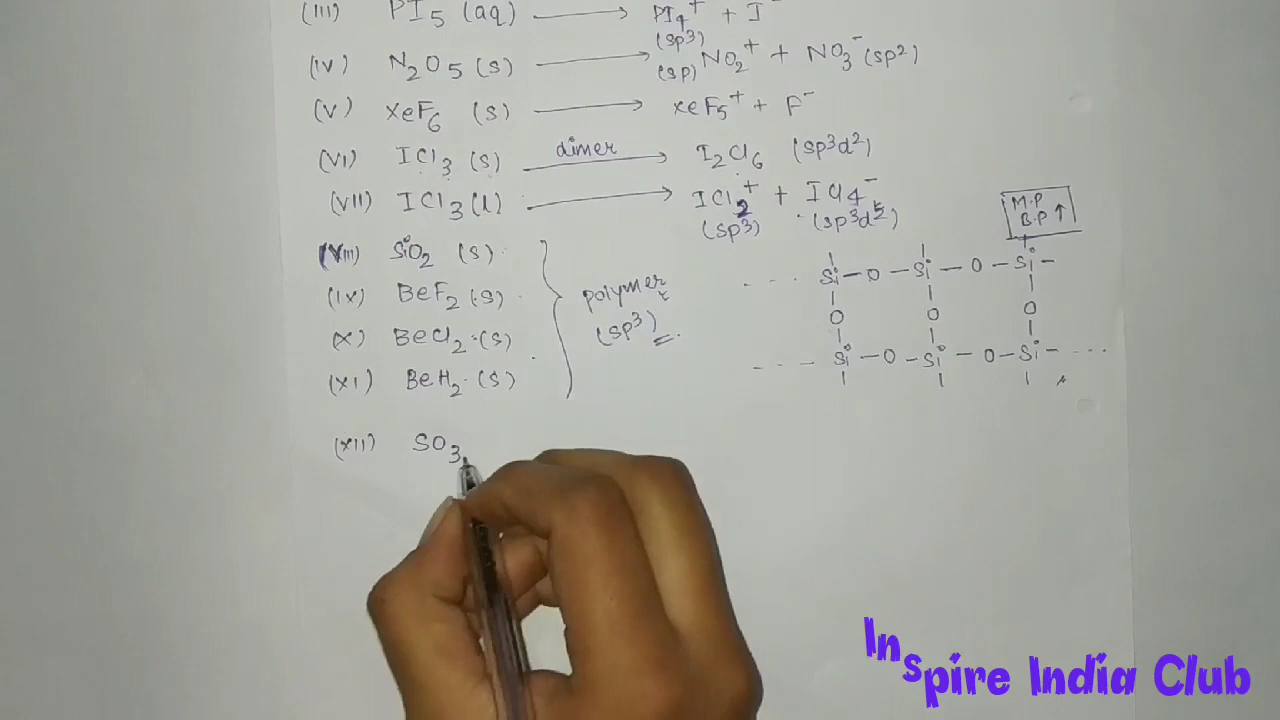 (III) PI5 (aq) ⟶ PI4+ + I-
(sp3)
(IV) N2O5 (s) ⟶ (sp) NO2+ + NO3- (sp2)
(V) XeF6 (s) ⟶ XeF5+ + F-
(VI) ICl3 (s) dimer ⟶ I2Cl6 (sp3d2)
(VII) ICl3 (l) ⟶ ICl2+ + ICl4-
(sp3) (sp3d2)
(VIII) SiO2 (s)
(IX) BeF2 (s)
(X) BeCl2 (s)
(XI) BeH2 (s)
polymer
(sp3)
M.P
B.P ↑
Si - O - Si - O - Si -
O O O
Si - O - Si - O - Si -
(XII) SO3
Inspire India Club